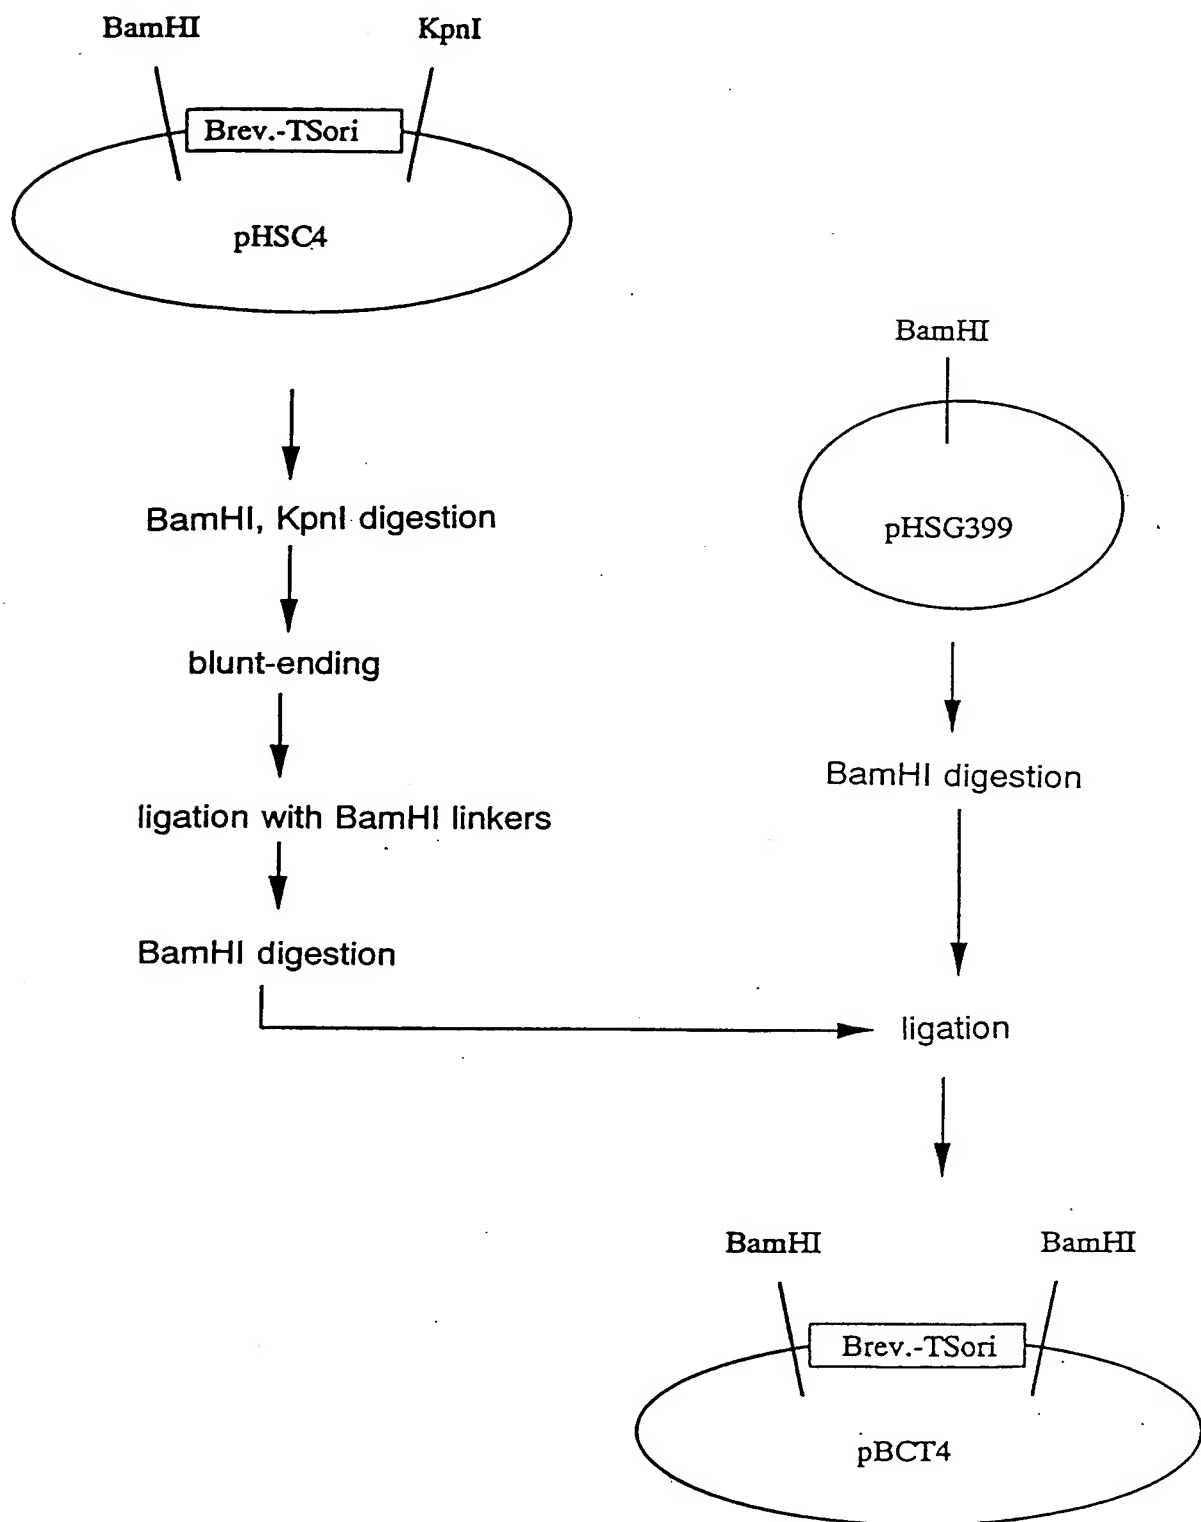 BamHI
KpnI
Brev.-TSori
pHSC4
BamHI, KpnI digestion
blunt-ending
ligation with BamHI linkers
BamHI digestion
BamHI
pHSG399
BamHI digestion
ligation
BamHI
BamHI
Brev.-TSori
pBCT4